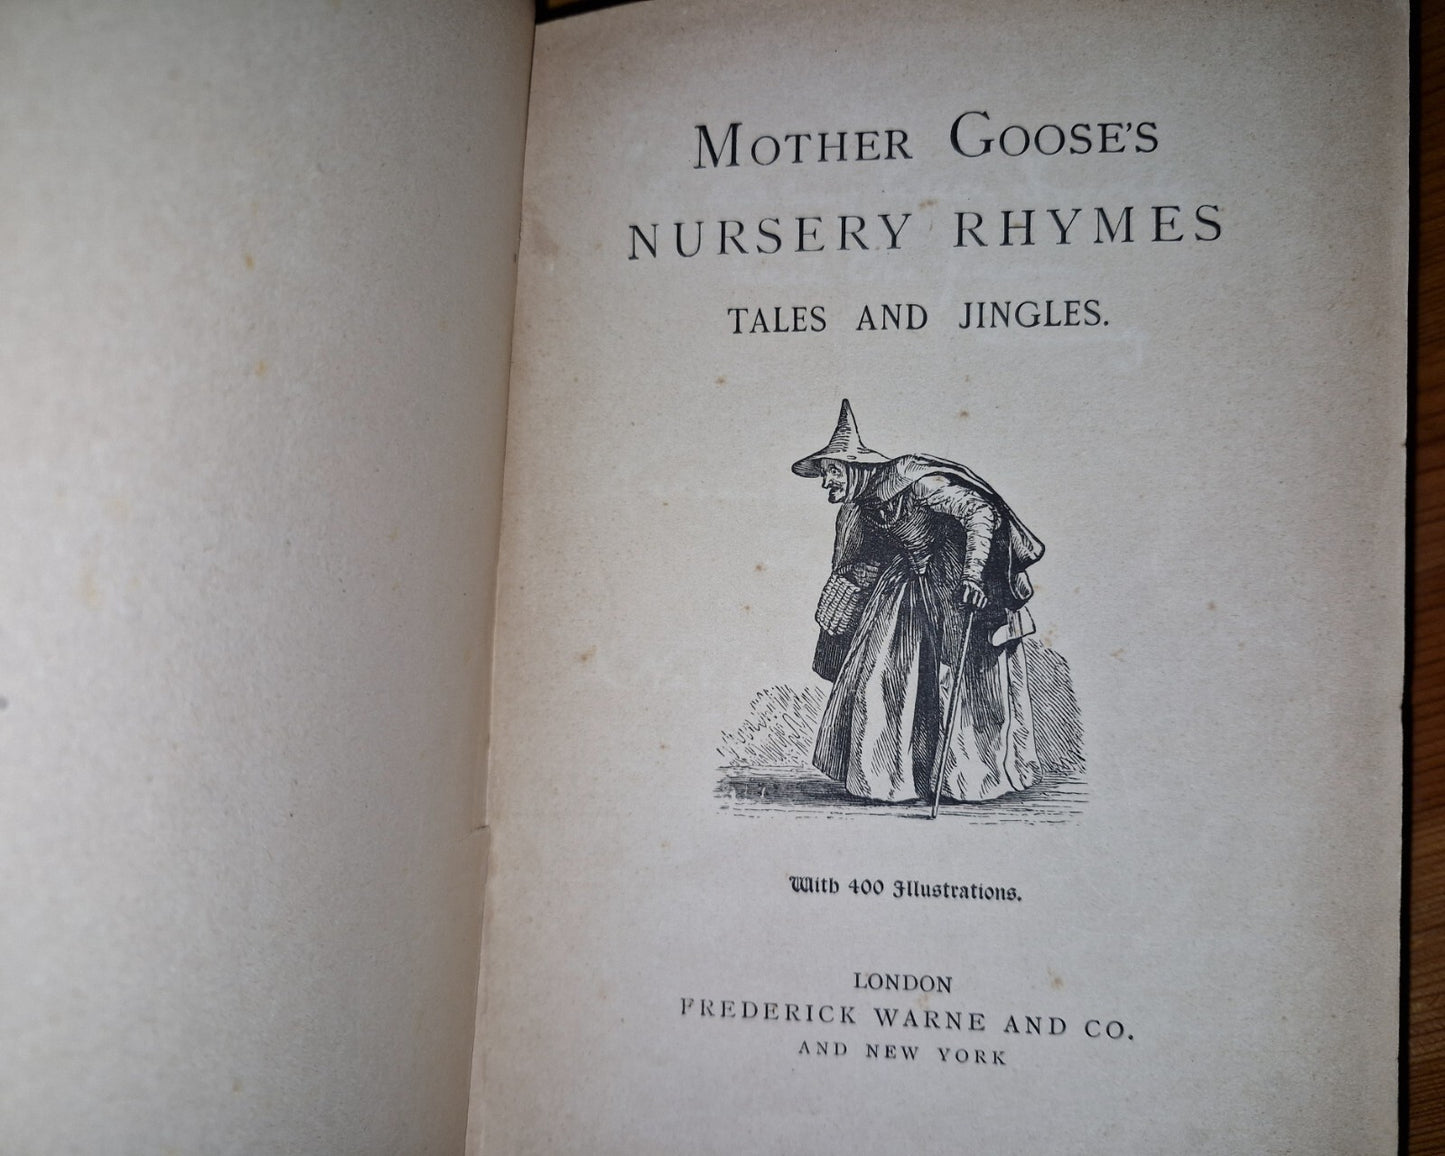 MOTHER GOOSE'S
NURSERY RHYMES
TALES AND JINGLES.
With 400 Illustrations.
LONDON
FREDERICK WARNE AND CO.
AND NEW YORK